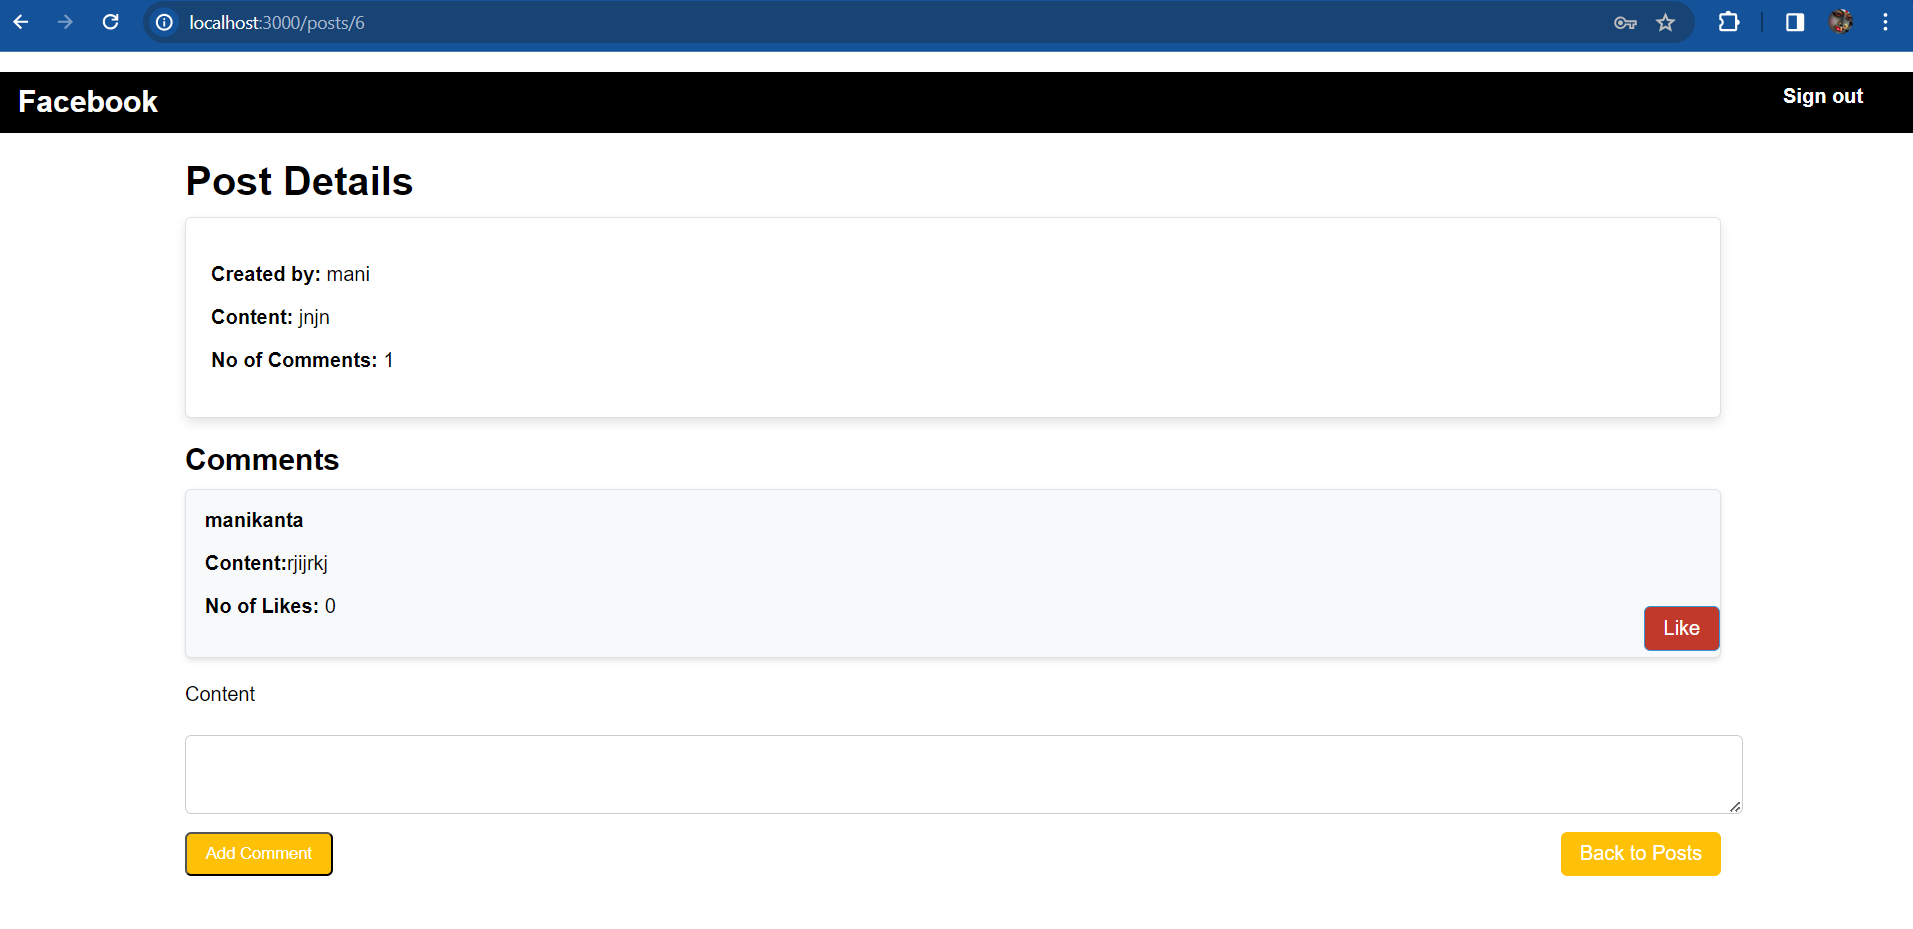 localhost:3000/posts/6
Facebook
Sign out
Post Details
Created by: mani
Content: jnjn
No of Comments: 1
Comments
manikanta
Content:rjijrkj
No of Likes: 0
Like
Content
Add Comment
Back to Posts